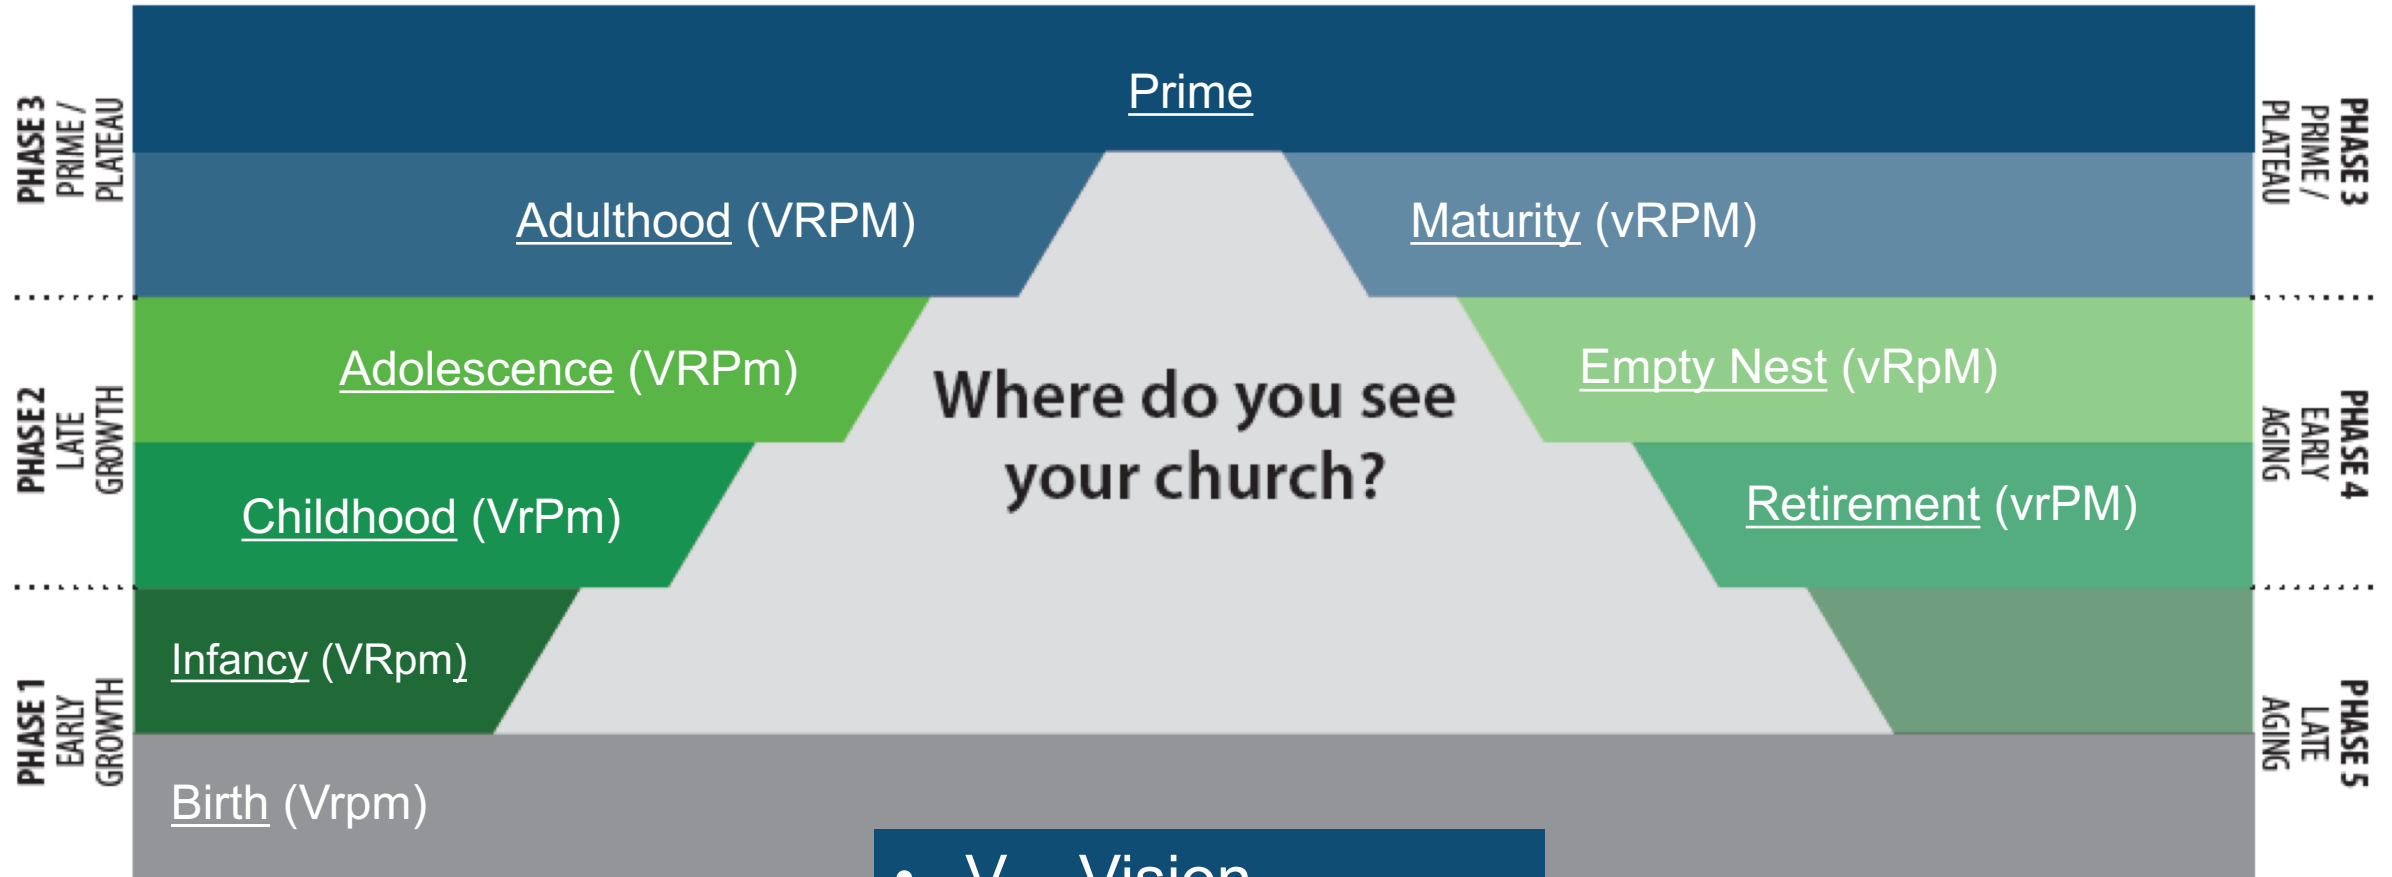 Prime
PHASE 3
PRIME /
PLATEAU
PHASE 3
PRIME /
PLATEAU
Adulthood (VRPM)
Maturity (vRPM)
Adolescence (VRPm)
Where do you see
your church?
Empty Nest (vRpM)
PHASE 2
LATE
GROWTH
PHASE 4
EARLY
AGING
Childhood (VrPm)
Retirement (vrPM)
Infancy (VRpm)
PHASE 1
EARLY
GROWTH
PHASE 5
LATE
AGING
Birth (Vrpm)
• V – Vision